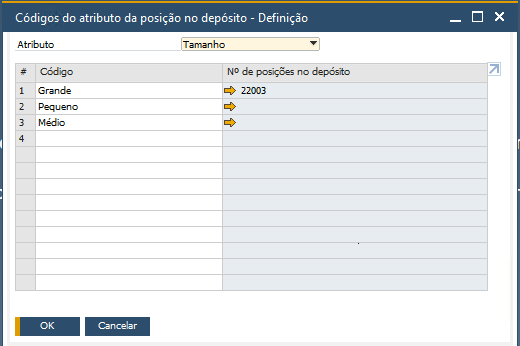 Códigos do atributo da posição no depósito - Definição
Atributo Tamanho
# Código Nº de posições no depósito
1 Grande 22003
2 Pequeno
3 Médio
4
OK Cancelar